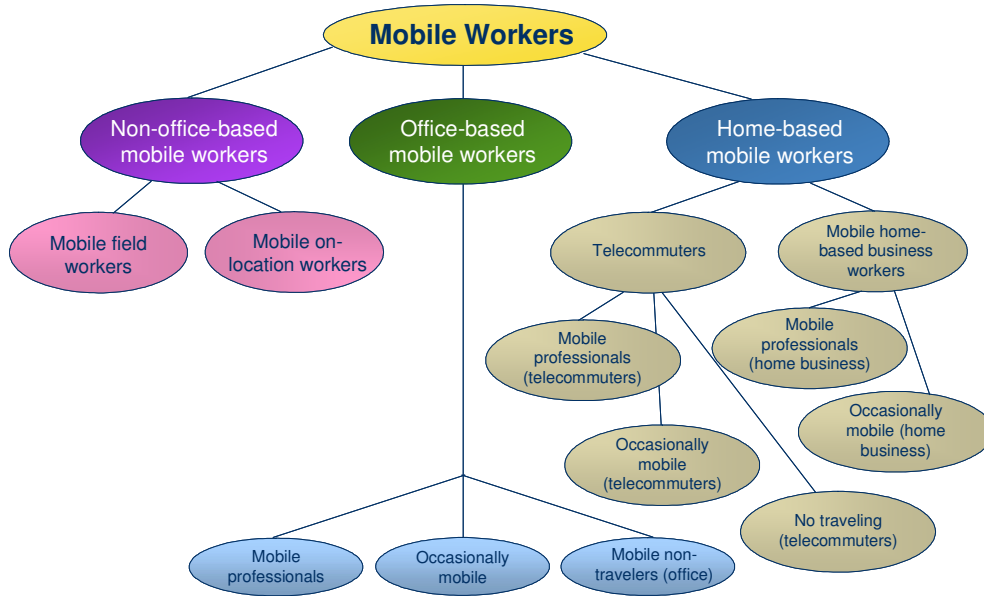 Mobile Workers
Non-office-based
mobile workers
Office-based
mobile workers
Home-based
mobile workers
Mobile field
workers
Mobile on-
location workers
Telecommuters
Mobile home-
based business
workers
Mobile
professionals
(telecommuters)
Mobile
professionals
(home business)
Occasionally
mobile (home
business)
Occasionally
mobile
(telecommuters)
No traveling
(telecommuters)
Mobile
professionals
Occasionally
mobile
Mobile non-
travelers (office)